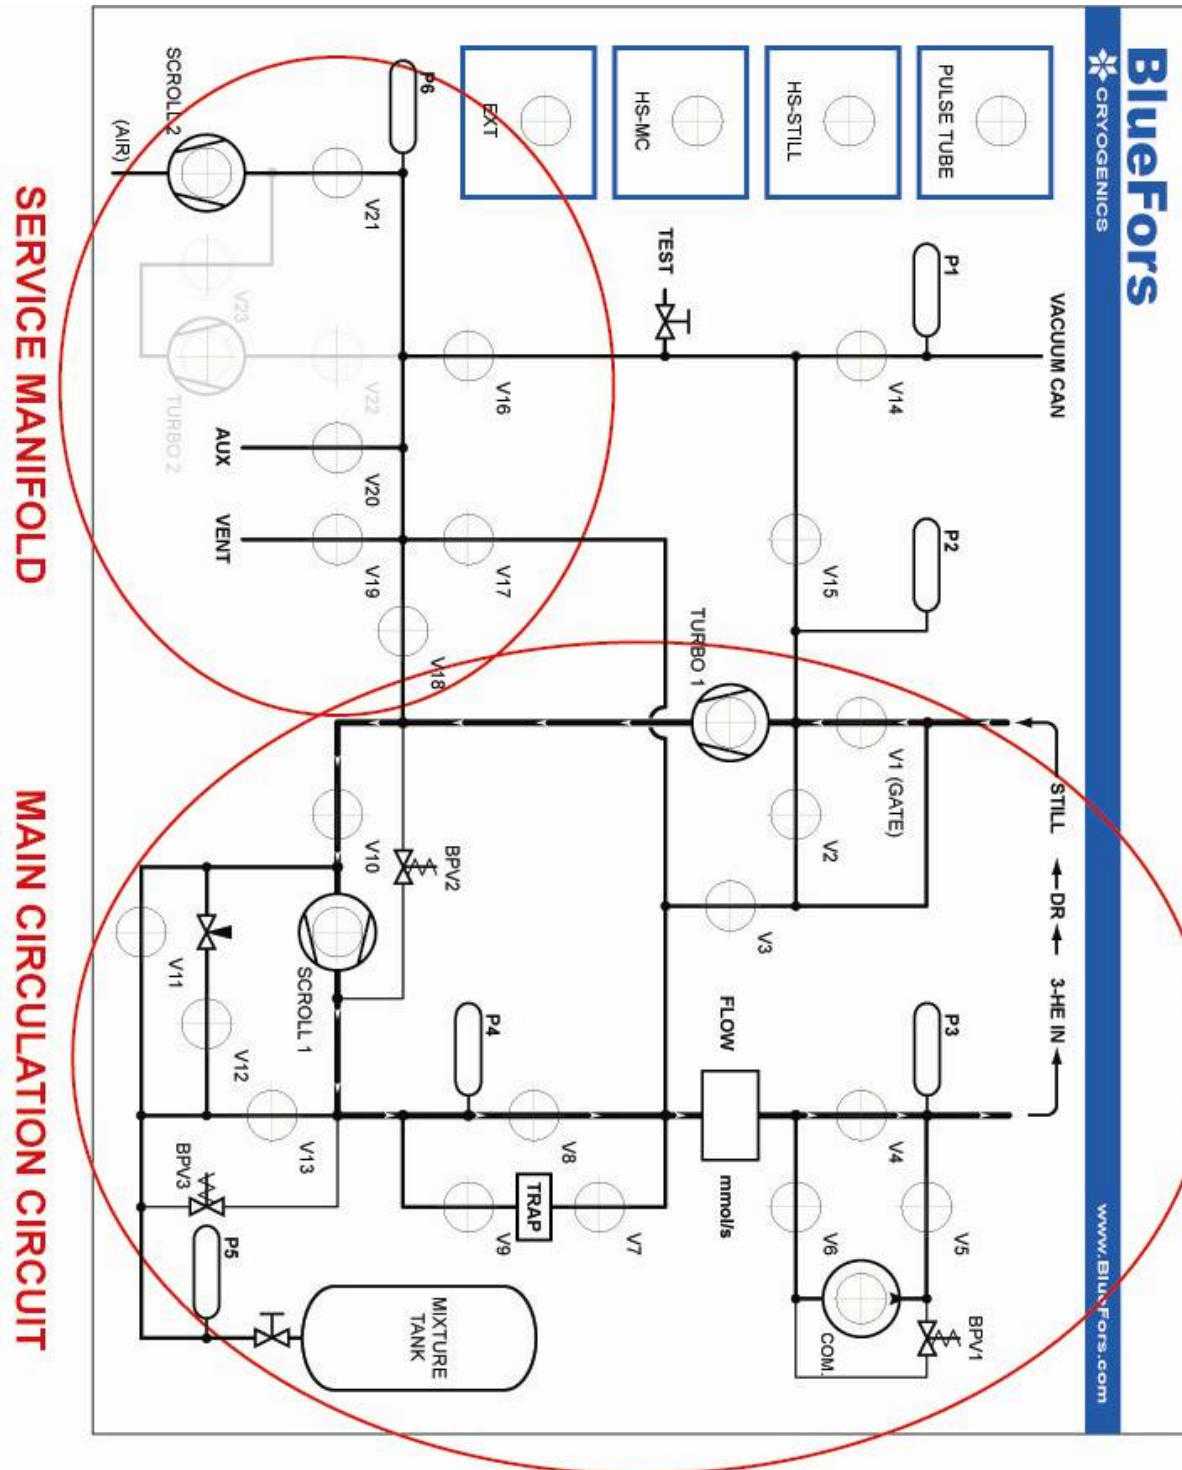 BlueFors
CRYOGENICS
www.BlueFors.com
PULSE TUBE
HS-STILL
HS-MC
EXT
P1
VACUUM CAN
V14
TEST
V16
P6
SCROLL 2
(AIR)
V21
V23
V22
TURBO 2
AUX
V20
VENT
V19
V17
V18
P2
V15
TURBO 1
V1 (GATE)
V2
V3
STILL
DR
3-HE IN
BPV2
V10
SCROLL 1
V11
V12
V13
BPV3
P4
V8
TRAP
V9
V7
FLOW
mmol/s
P3
V4
V5
V6
COM.
BPV1
P5
MIXTURE
TANK
SERVICE MANIFOLD
MAIN CIRCULATION CIRCUIT